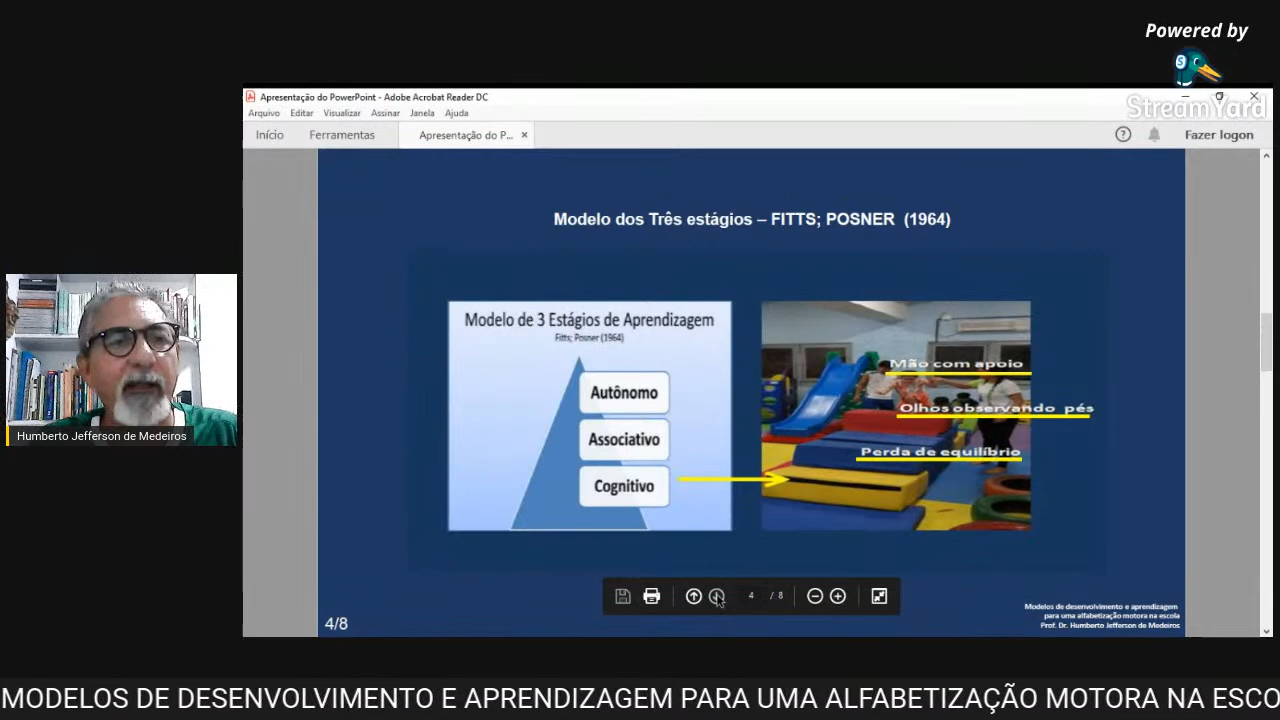 Powered by
StreamYard
Apresentação do PowerPoint - Adobe Acrobat Reader DC
Arquivo Editar Visualizar Assinar Janela Ajuda
Início Ferramentas Apresentação do P... × Fazer logon
Modelo dos Três estágios – FITTS; POSNER (1964)
Modelo de 3 Estágios de Aprendizagem
Fitts; Posner (1964)
Autônomo
Associativo
Cognitivo
Mão com apoio
Olhos observando pés
Perda de equilíbrio
Humberto Jefferson de Medeiros
4 / 8
Modelos de desenvolvimento e aprendizagem
para uma alfabetização motora na escola
Prof. Dr. Humberto Jefferson de Medeiros
4/8
MODELOS DE DESENVOLVIMENTO E APRENDIZAGEM PARA UMA ALFABETIZAÇÃO MOTORA NA ESCO